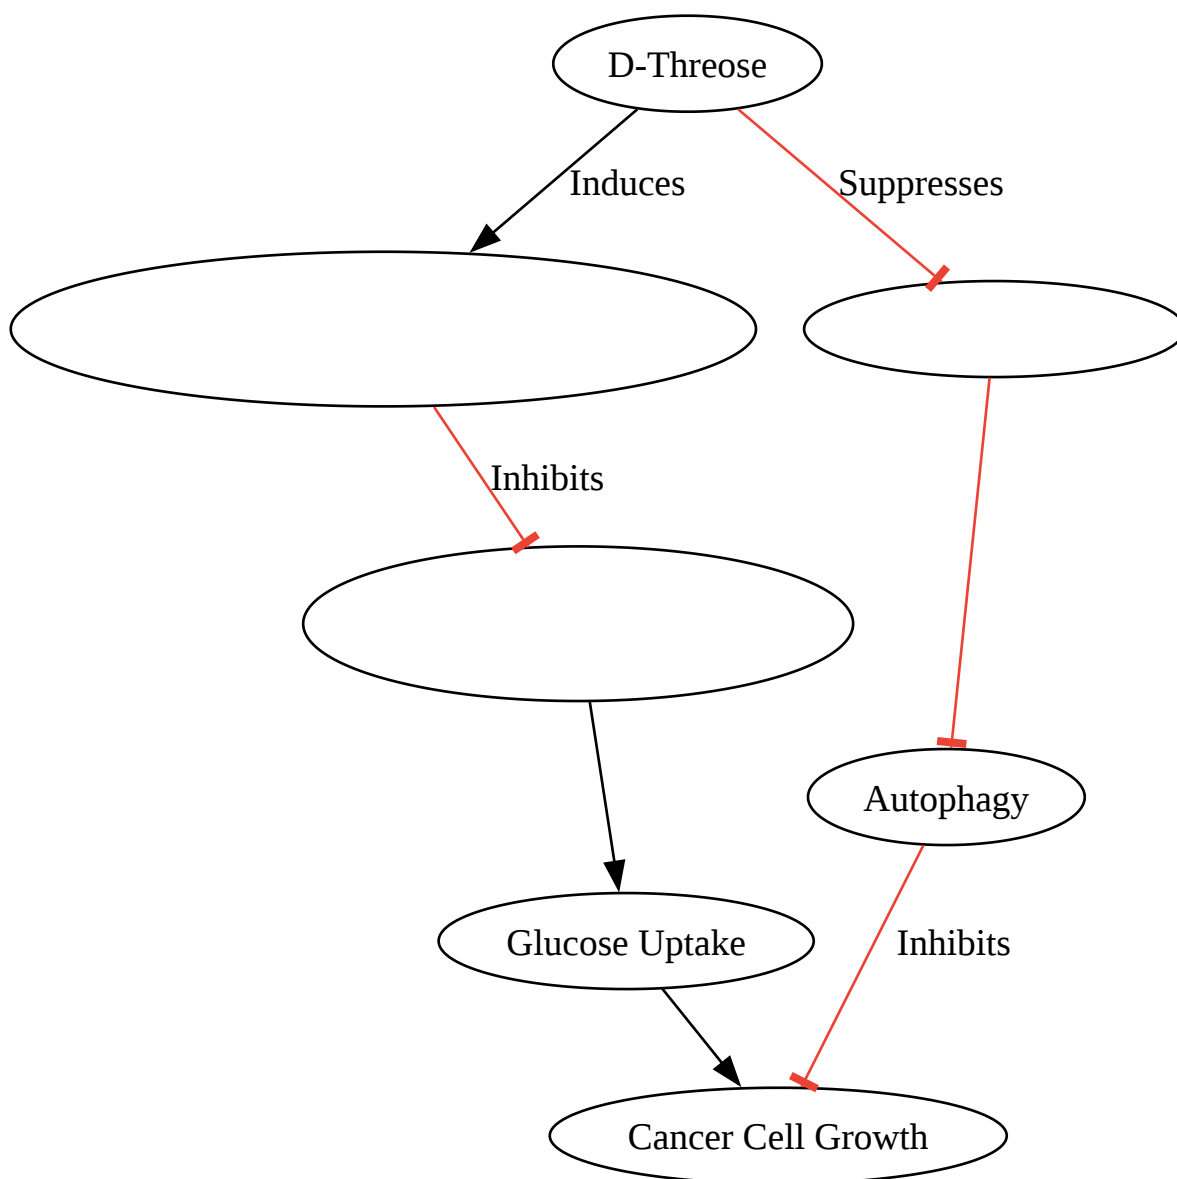 D-Threose
Induces
Suppresses
Inhibits
Autophagy
Glucose Uptake
Inhibits
Cancer Cell Growth